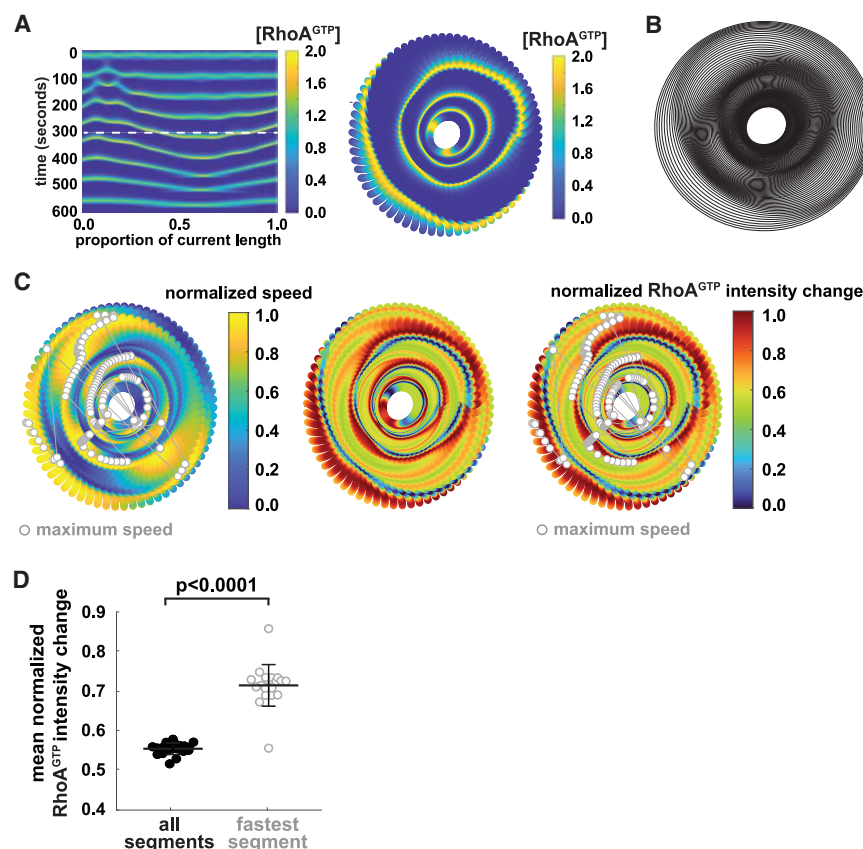 A
[RhoA^GTP]
time (seconds)
0
100
200
300
400
500
600
0.0
0.5
1.0
proportion of current length
2.0
1.6
1.2
0.8
0.4
0.0
[RhoA^GTP]
2.0
1.6
1.2
0.8
0.4
0.0
B
C
normalized speed
1.0
0.8
0.6
0.4
0.2
0.0
maximum speed
normalized RhoA^GTP intensity change
1.0
0.8
0.6
0.4
0.2
0.0
maximum speed
D
p<0.0001
mean normalized
RhoA^GTP intensity change
0.9
0.8
0.7
0.6
0.5
0.4
all
segments
fastest
segment